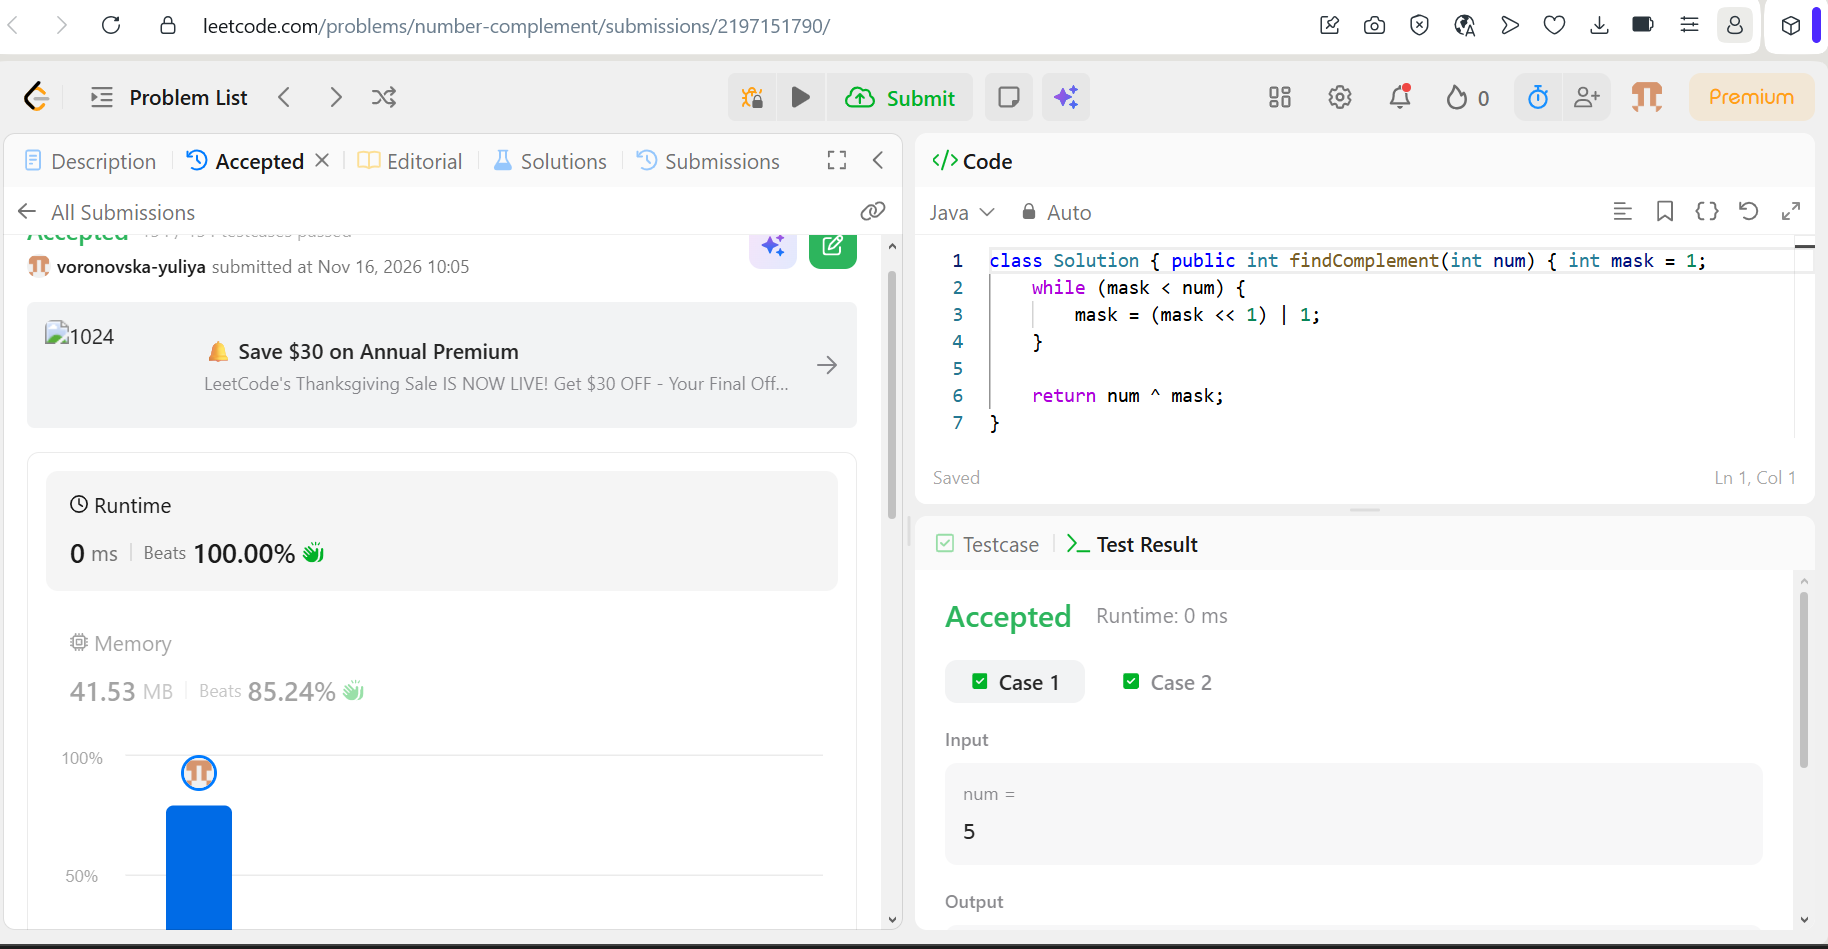 leetcode.com/problems/number-complement/submissions/2197151790/
Problem List
Submit
0
Premium
Description
Accepted
Editorial
Solutions
Submissions
All Submissions
Accepted
voronovska-yuliya submitted at Nov 16, 2026 10:05
1024
Save $30 on Annual Premium
LeetCode's Thanksgiving Sale IS NOW LIVE! Get $30 OFF - Your Final Off...
Runtime
0 ms
Beats 100.00%
Memory
41.53 MB
Beats 85.24%
100%
50%
</> Code
Java
Auto
1 class Solution { public int findComplement(int num) { int mask = 1;
2 while (mask < num) {
3 mask = (mask << 1) | 1;
4 }
5
6 return num ^ mask;
7 }
Saved
Ln 1, Col 1
Testcase
Test Result
Accepted
Runtime: 0 ms
Case 1
Case 2
Input
num =
5
Output